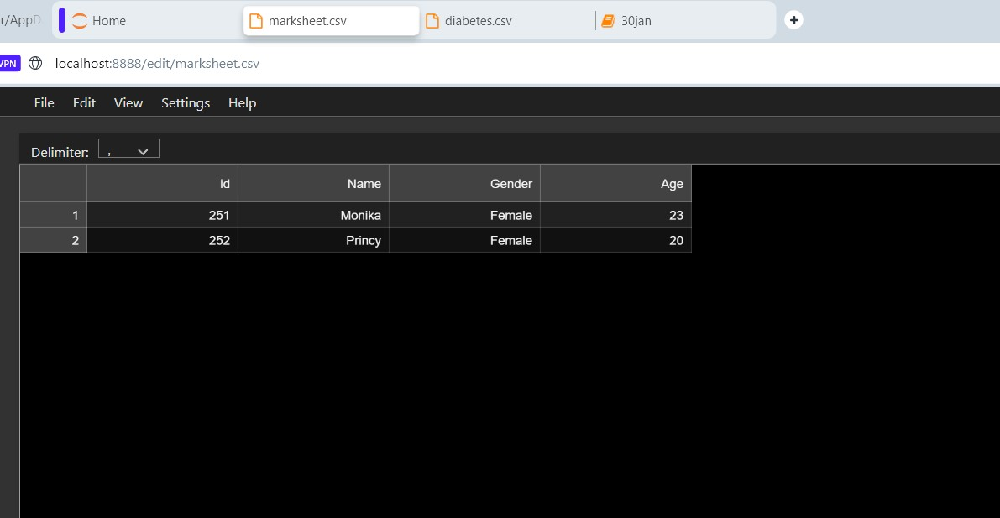 r/AppD Home marksheet.csv diabetes.csv 30jan
VPN localhost:8888/edit/marksheet.csv
File Edit View Settings Help
Delimiter: ,
id Name Gender Age
1 251 Monika Female 23
2 252 Princy Female 20